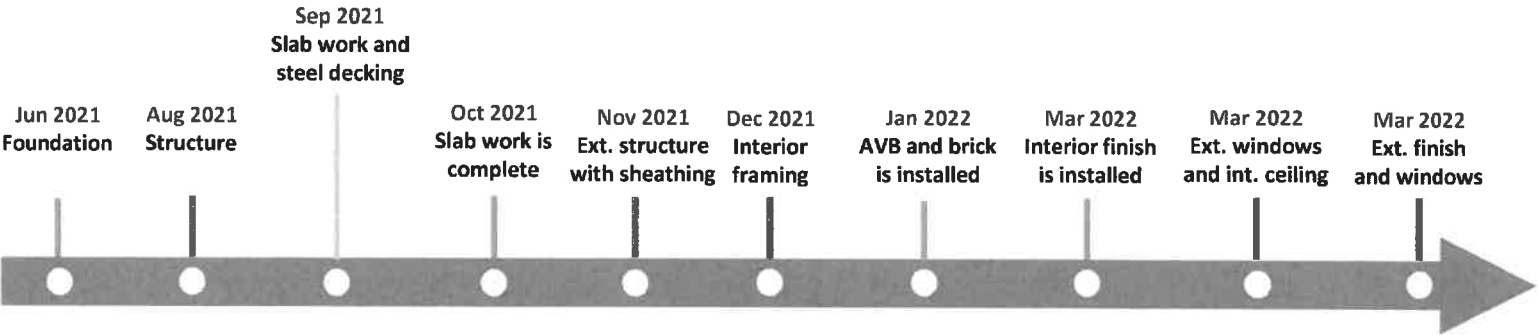 Jun 2021
Foundation
Aug 2021
Structure
Sep 2021
Slab work and
steel decking
Oct 2021
Slab work is
complete
Nov 2021
Ext. structure
with sheathing
Dec 2021
Interior
framing
Jan 2022
AVB and brick
is installed
Mar 2022
Interior finish
is installed
Mar 2022
Ext. windows
and int. ceiling
Mar 2022
Ext. finish
and windows